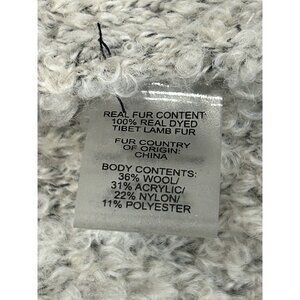 REAL FUR CONTENT:
100% REAL DYED
TIBET LAMB FUR
FUR COUNTRY
OF ORIGIN:
CHINA
BODY CONTENTS:
36% WOOL/
31% ACRYLIC/
22% NYLON/
11% POLYESTER